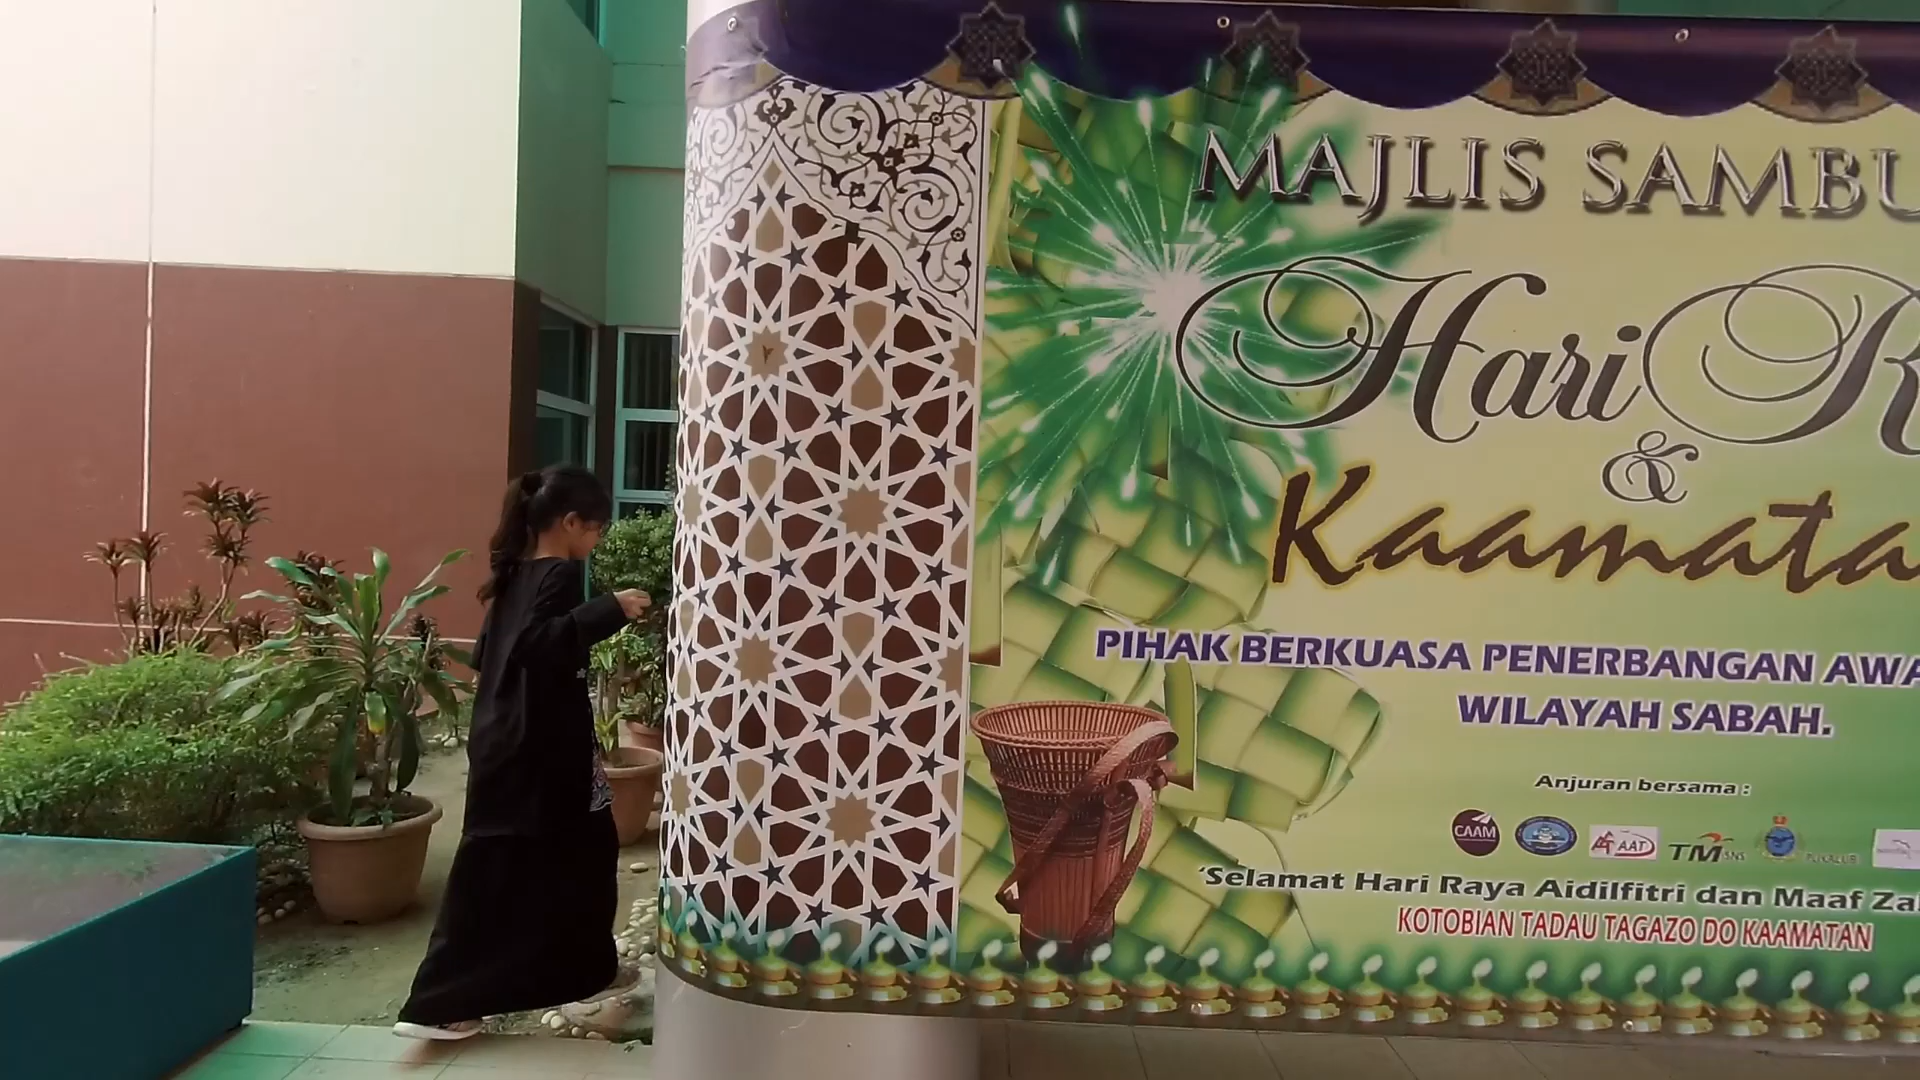 MAJLIS SAMBU
Hari R
&
Kaamata
PIHAK BERKUASA PENERBANGAN AWA
WILAYAH SABAH.
Anjuran bersama :
CAAM
AAT
TM SNS
'Selamat Hari Raya Aidilfitri dan Maaf Za
KOTOBIAN TADAU TAGAZO DO KAAMATAN